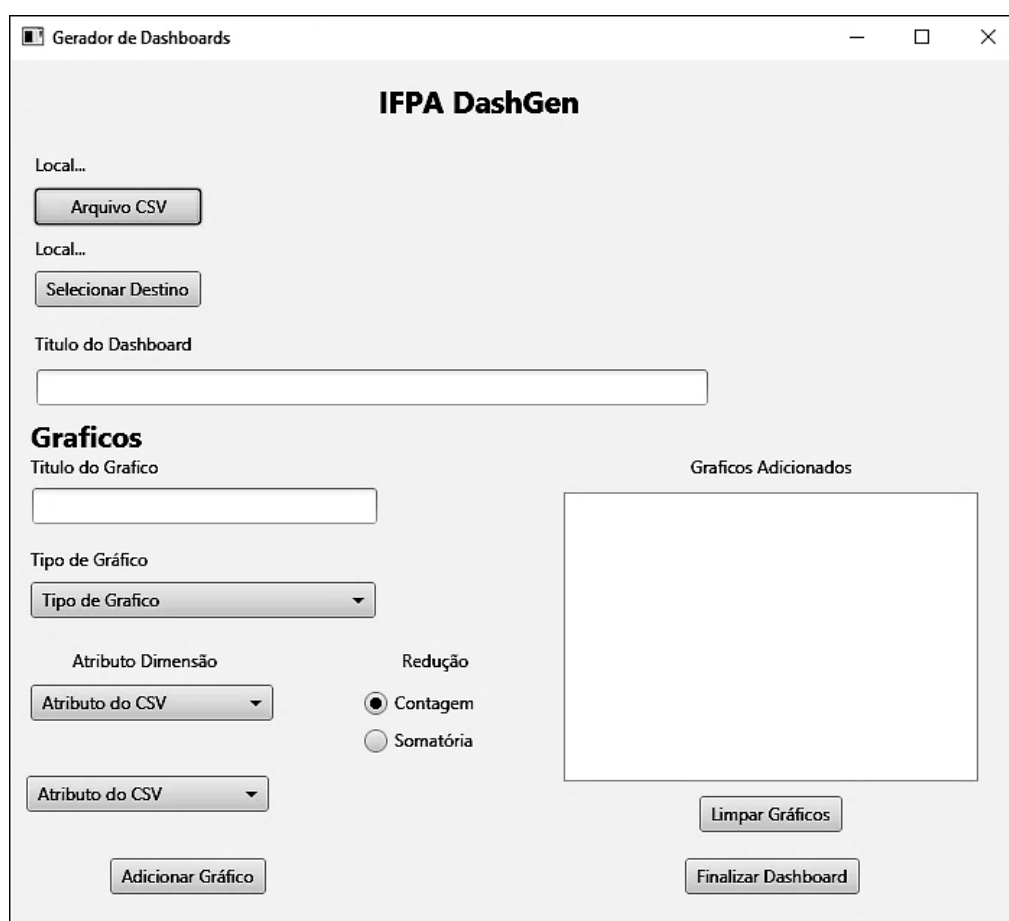 Gerador de Dashboards
IFPA DashGen
Local...
Arquivo CSV
Local...
Selecionar Destino
Titulo do Dashboard
Graficos
Titulo do Grafico
Graficos Adicionados
Tipo de Gráfico
Tipo de Grafico
Atributo Dimensão
Redução
Atributo do CSV
Contagem
Somatória
Atributo do CSV
Limpar Gráficos
Adicionar Gráfico
Finalizar Dashboard